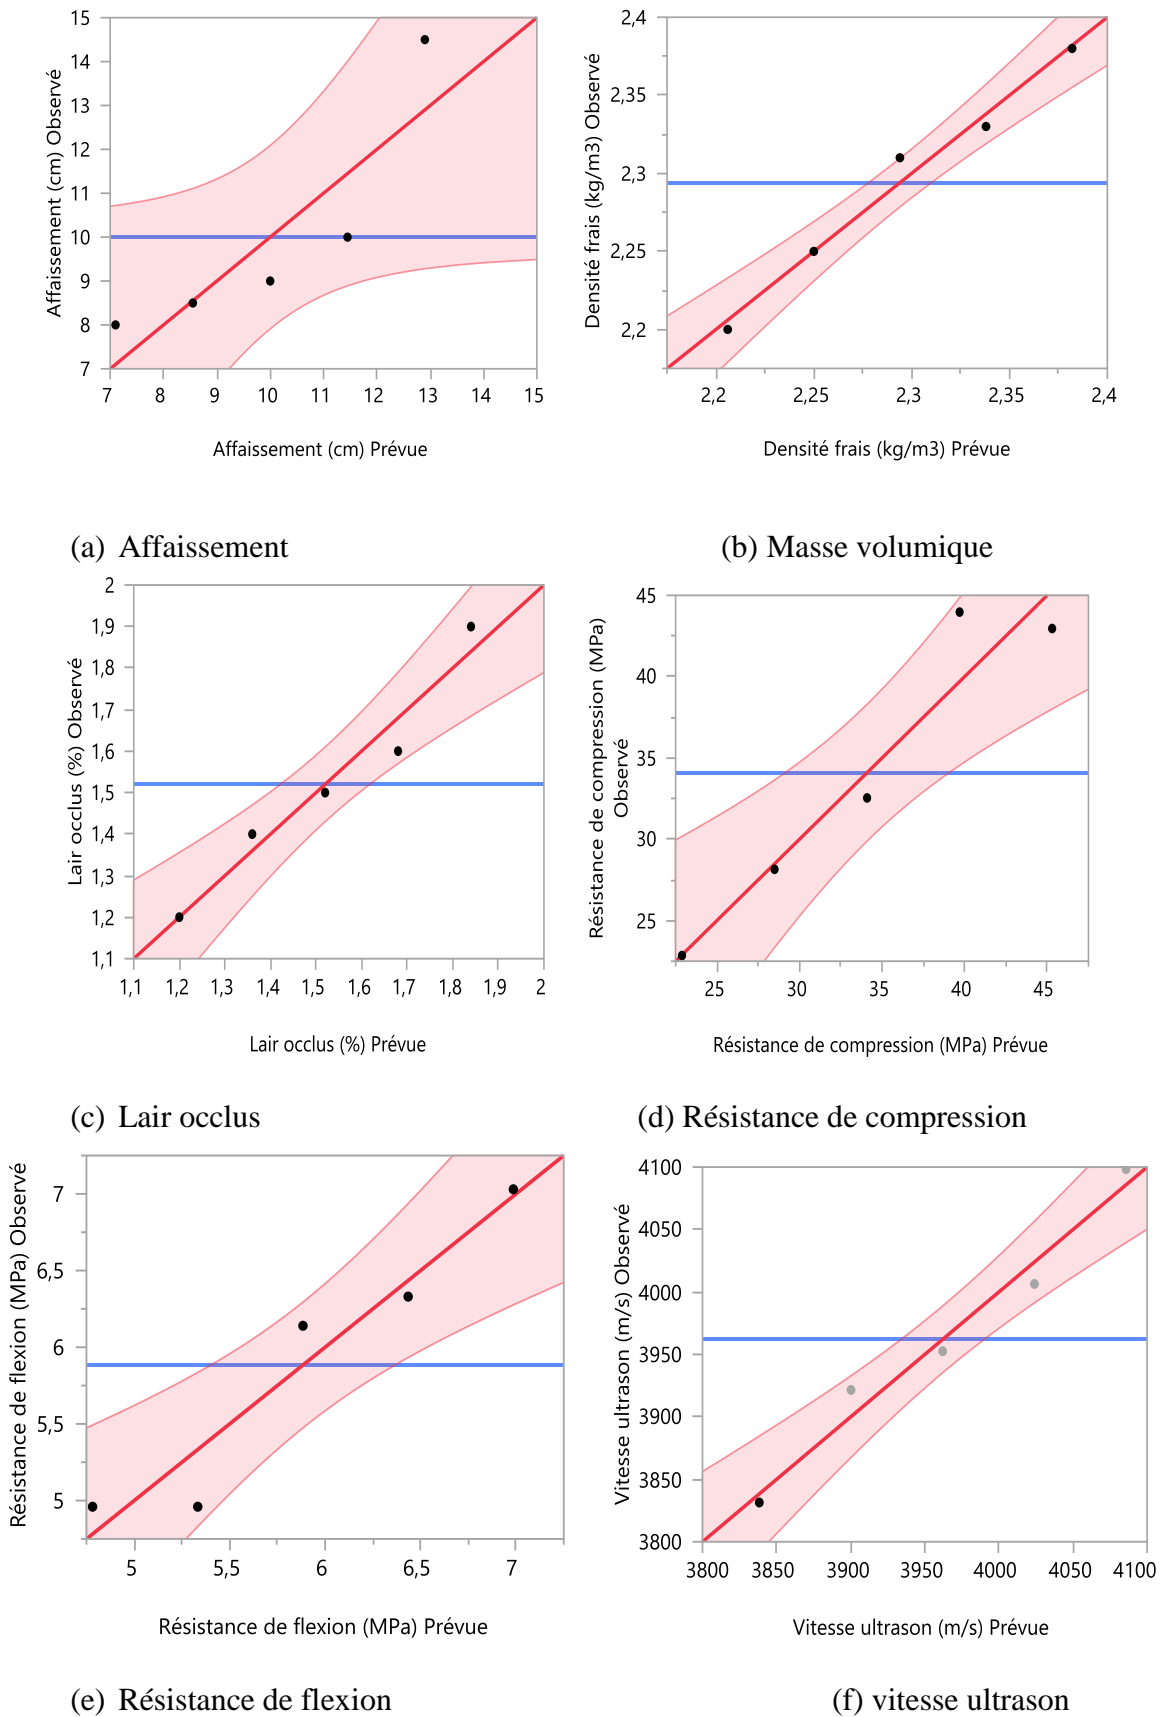 Affaissement (cm) Observé
15
14
13
12
11
10
9
8
7
7 8 9 10 11 12 13 14 15
Affaissement (cm) Prévue
Densité frais (kg/m3) Observé
2,4
2,35
2,3
2,25
2,2
2,2 2,25 2,3 2,35 2,4
Densité frais (kg/m3) Prévue
(a) Affaissement
(b) Masse volumique
Lair occlus (%) Observé
2
1,9
1,8
1,7
1,6
1,5
1,4
1,3
1,2
1,1
1,1 1,2 1,3 1,4 1,5 1,6 1,7 1,8 1,9 2
Lair occlus (%) Prévue
Résistance de compression (MPa)
Observé
45
40
35
30
25
25 30 35 40 45
Résistance de compression (MPa) Prévue
(c) Lair occlus
(d) Résistance de compression
Résistance de flexion (MPa) Observé
7
6,5
6
5,5
5
5 5,5 6 6,5 7
Résistance de flexion (MPa) Prévue
Vitesse ultrason (m/s) Observé
4100
4050
4000
3950
3900
3850
3800
3800 3850 3900 3950 4000 4050 4100
Vitesse ultrason (m/s) Prévue
(e) Résistance de flexion
(f) vitesse ultrason